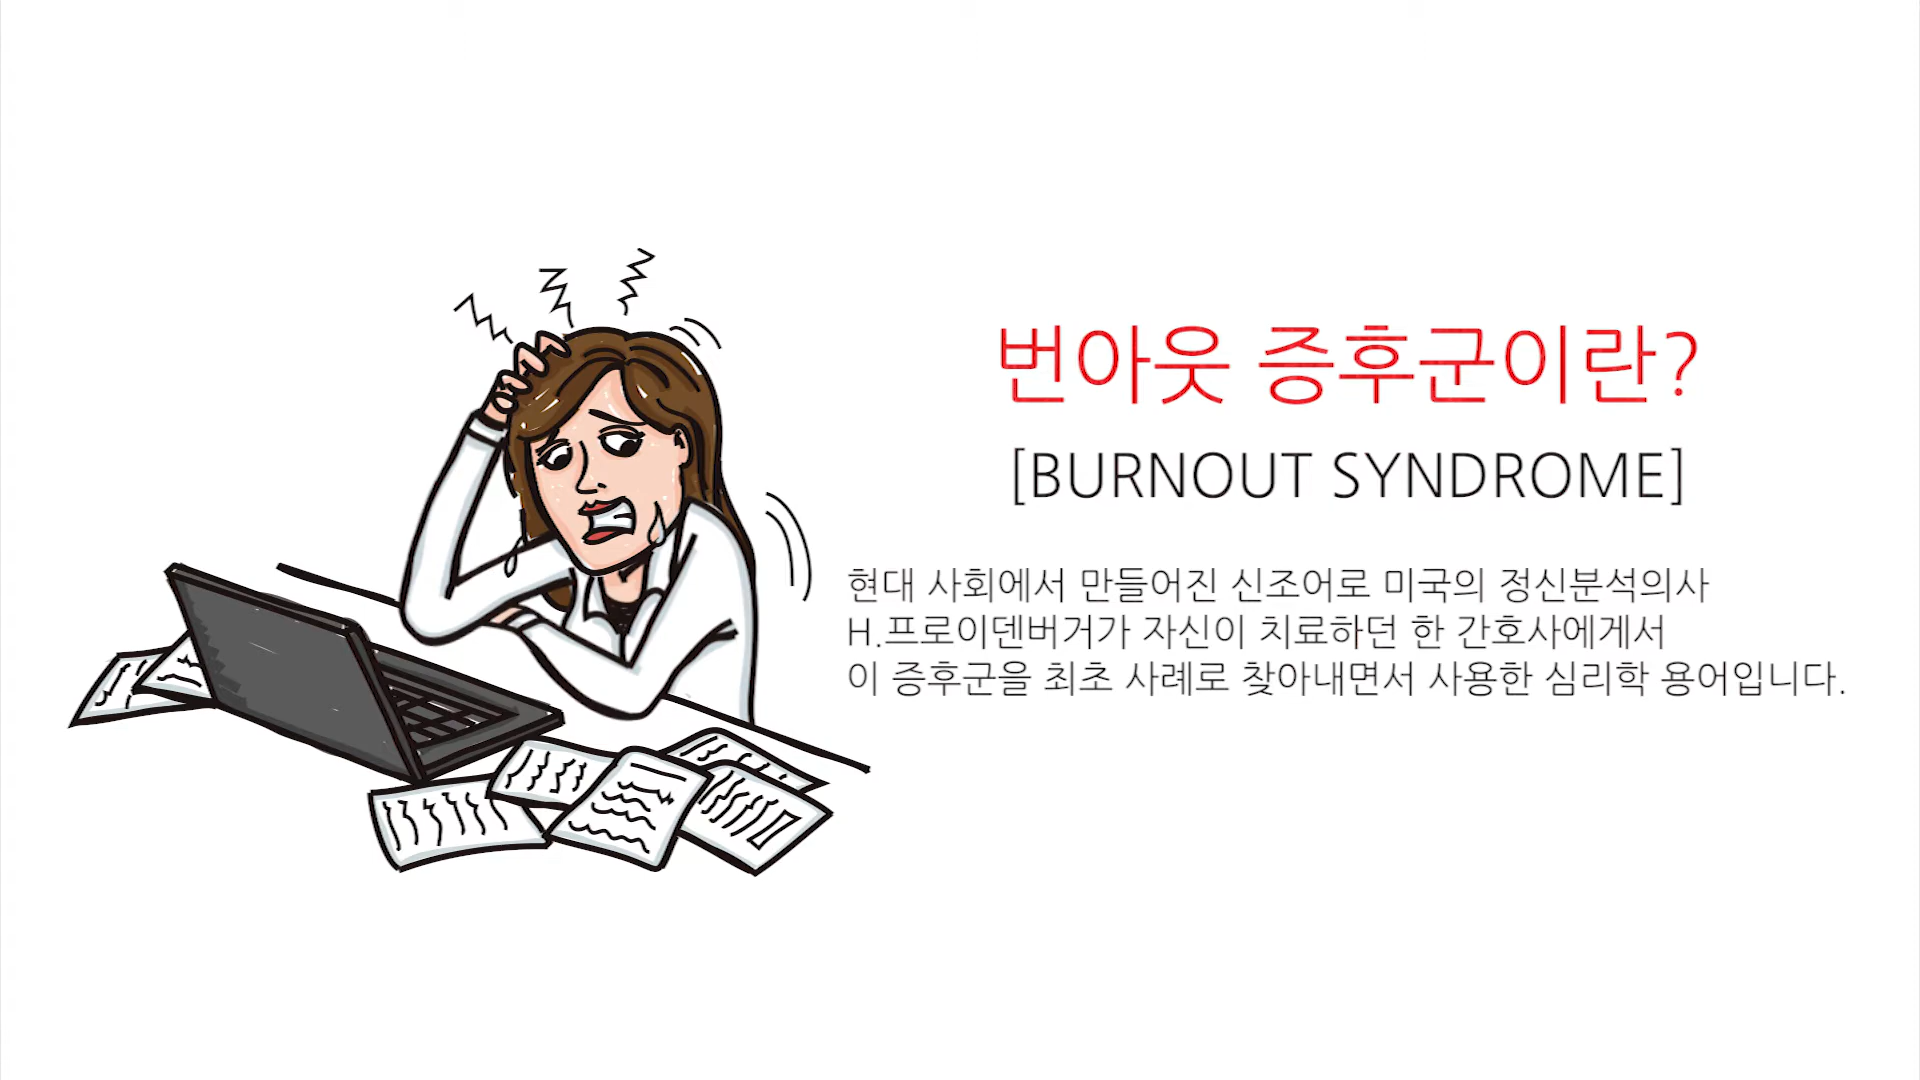 번아웃 증후군이란?
[BURNOUT SYNDROME]
현대 사회에서 만들어진 신조어로 미국의 정신분석의사
H.프로이덴버거가 자신이 치료하던 한 간호사에게서
이 증후군을 최초 사례로 찾아내면서 사용한 심리학 용어입니다.